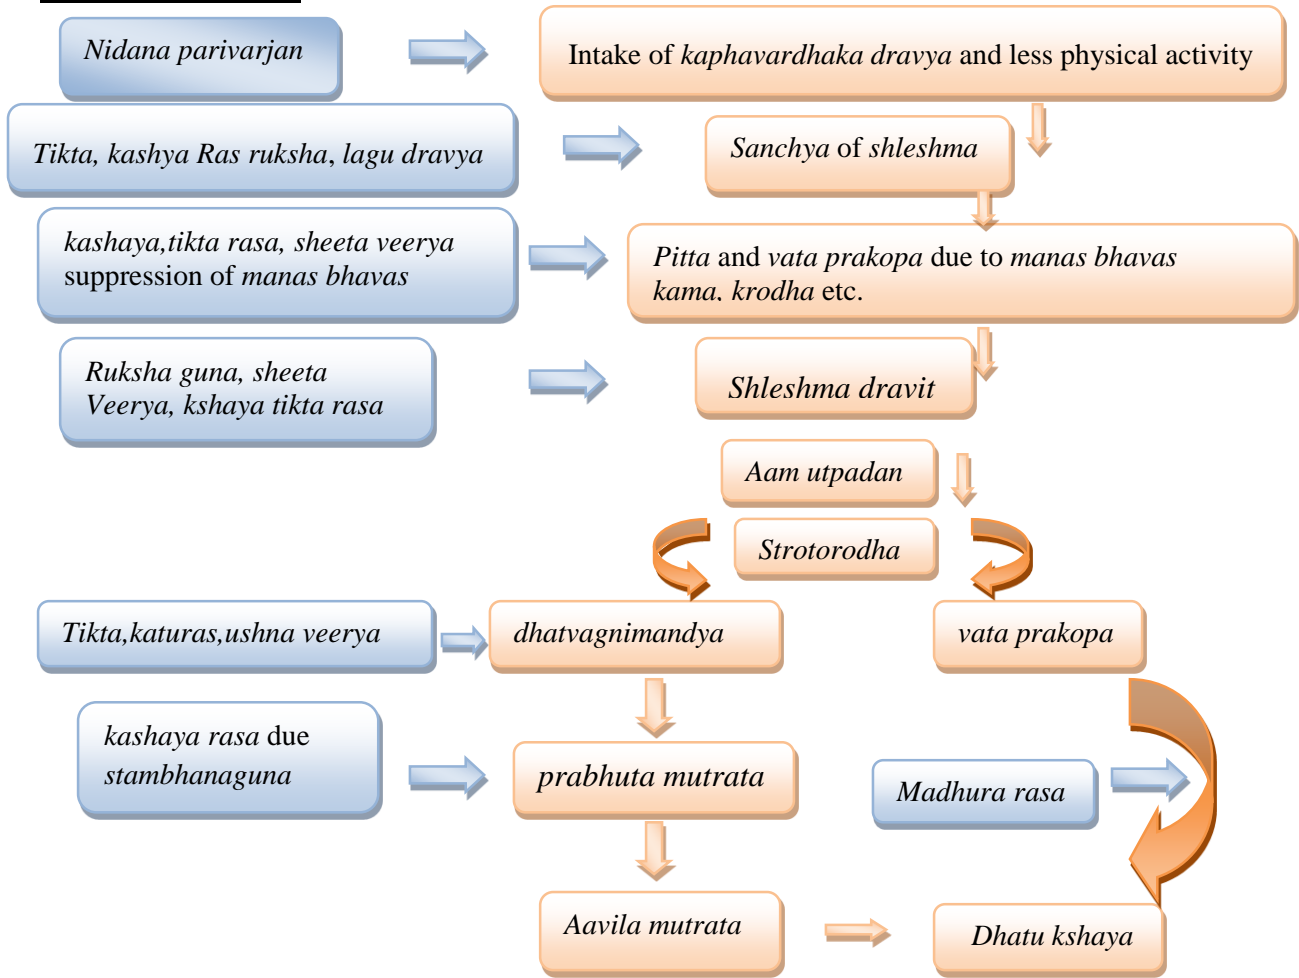 Nidana parivarjan
Intake of kaphavardhaka dravya and less physical activity
Tikta, kashya Ras ruksha, lagu dravya
Sanchya of shleshma
kashaya,tikta rasa, sheeta veerya
suppression of manas bhavas
Pitta and vata prakopa due to manas bhavas
kama, krodha etc.
Ruksha guna, sheeta
Veerya, kshaya tikta rasa
Shleshma dravit
Aam utpadan
Strotorodha
Tikta,katuras,ushna veerya
dhatvagnimandya
vata prakopa
kashaya rasa due
stambhanaguna
prabhuta mutrata
Madhura rasa
Aavila mutrata
Dhatu kshaya